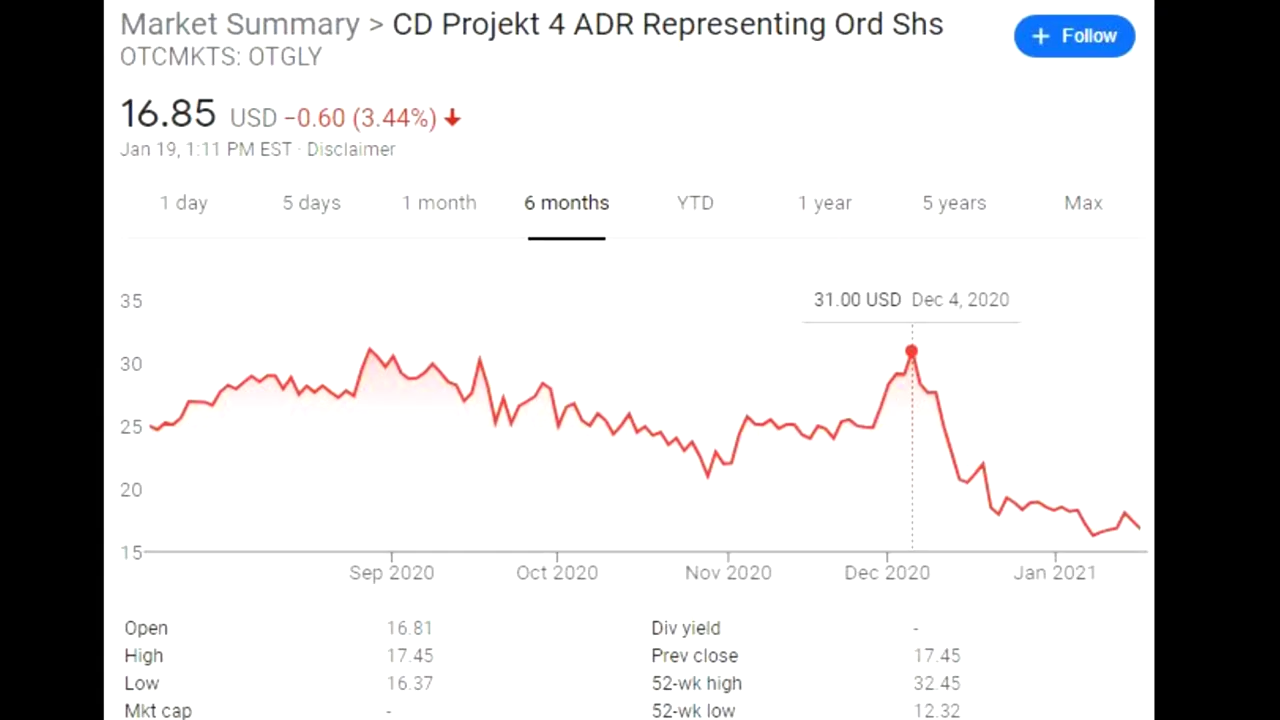 Market Summary > CD Projekt 4 ADR Representing Ord Shs
+ Follow
OTCMKTS: OTGLY
16.85 USD −0.60 (3.44%) ↓
Jan 19, 1:11 PM EST · Disclaimer
1 day 5 days 1 month 6 months YTD 1 year 5 years Max
31.00 USD Dec 4, 2020
35
30
25
20
15
Sep 2020 Oct 2020 Nov 2020 Dec 2020 Jan 2021
Open 16.81 Div yield -
High 17.45 Prev close 17.45
Low 16.37 52-wk high 32.45
Mkt cap - 52-wk low 12.32